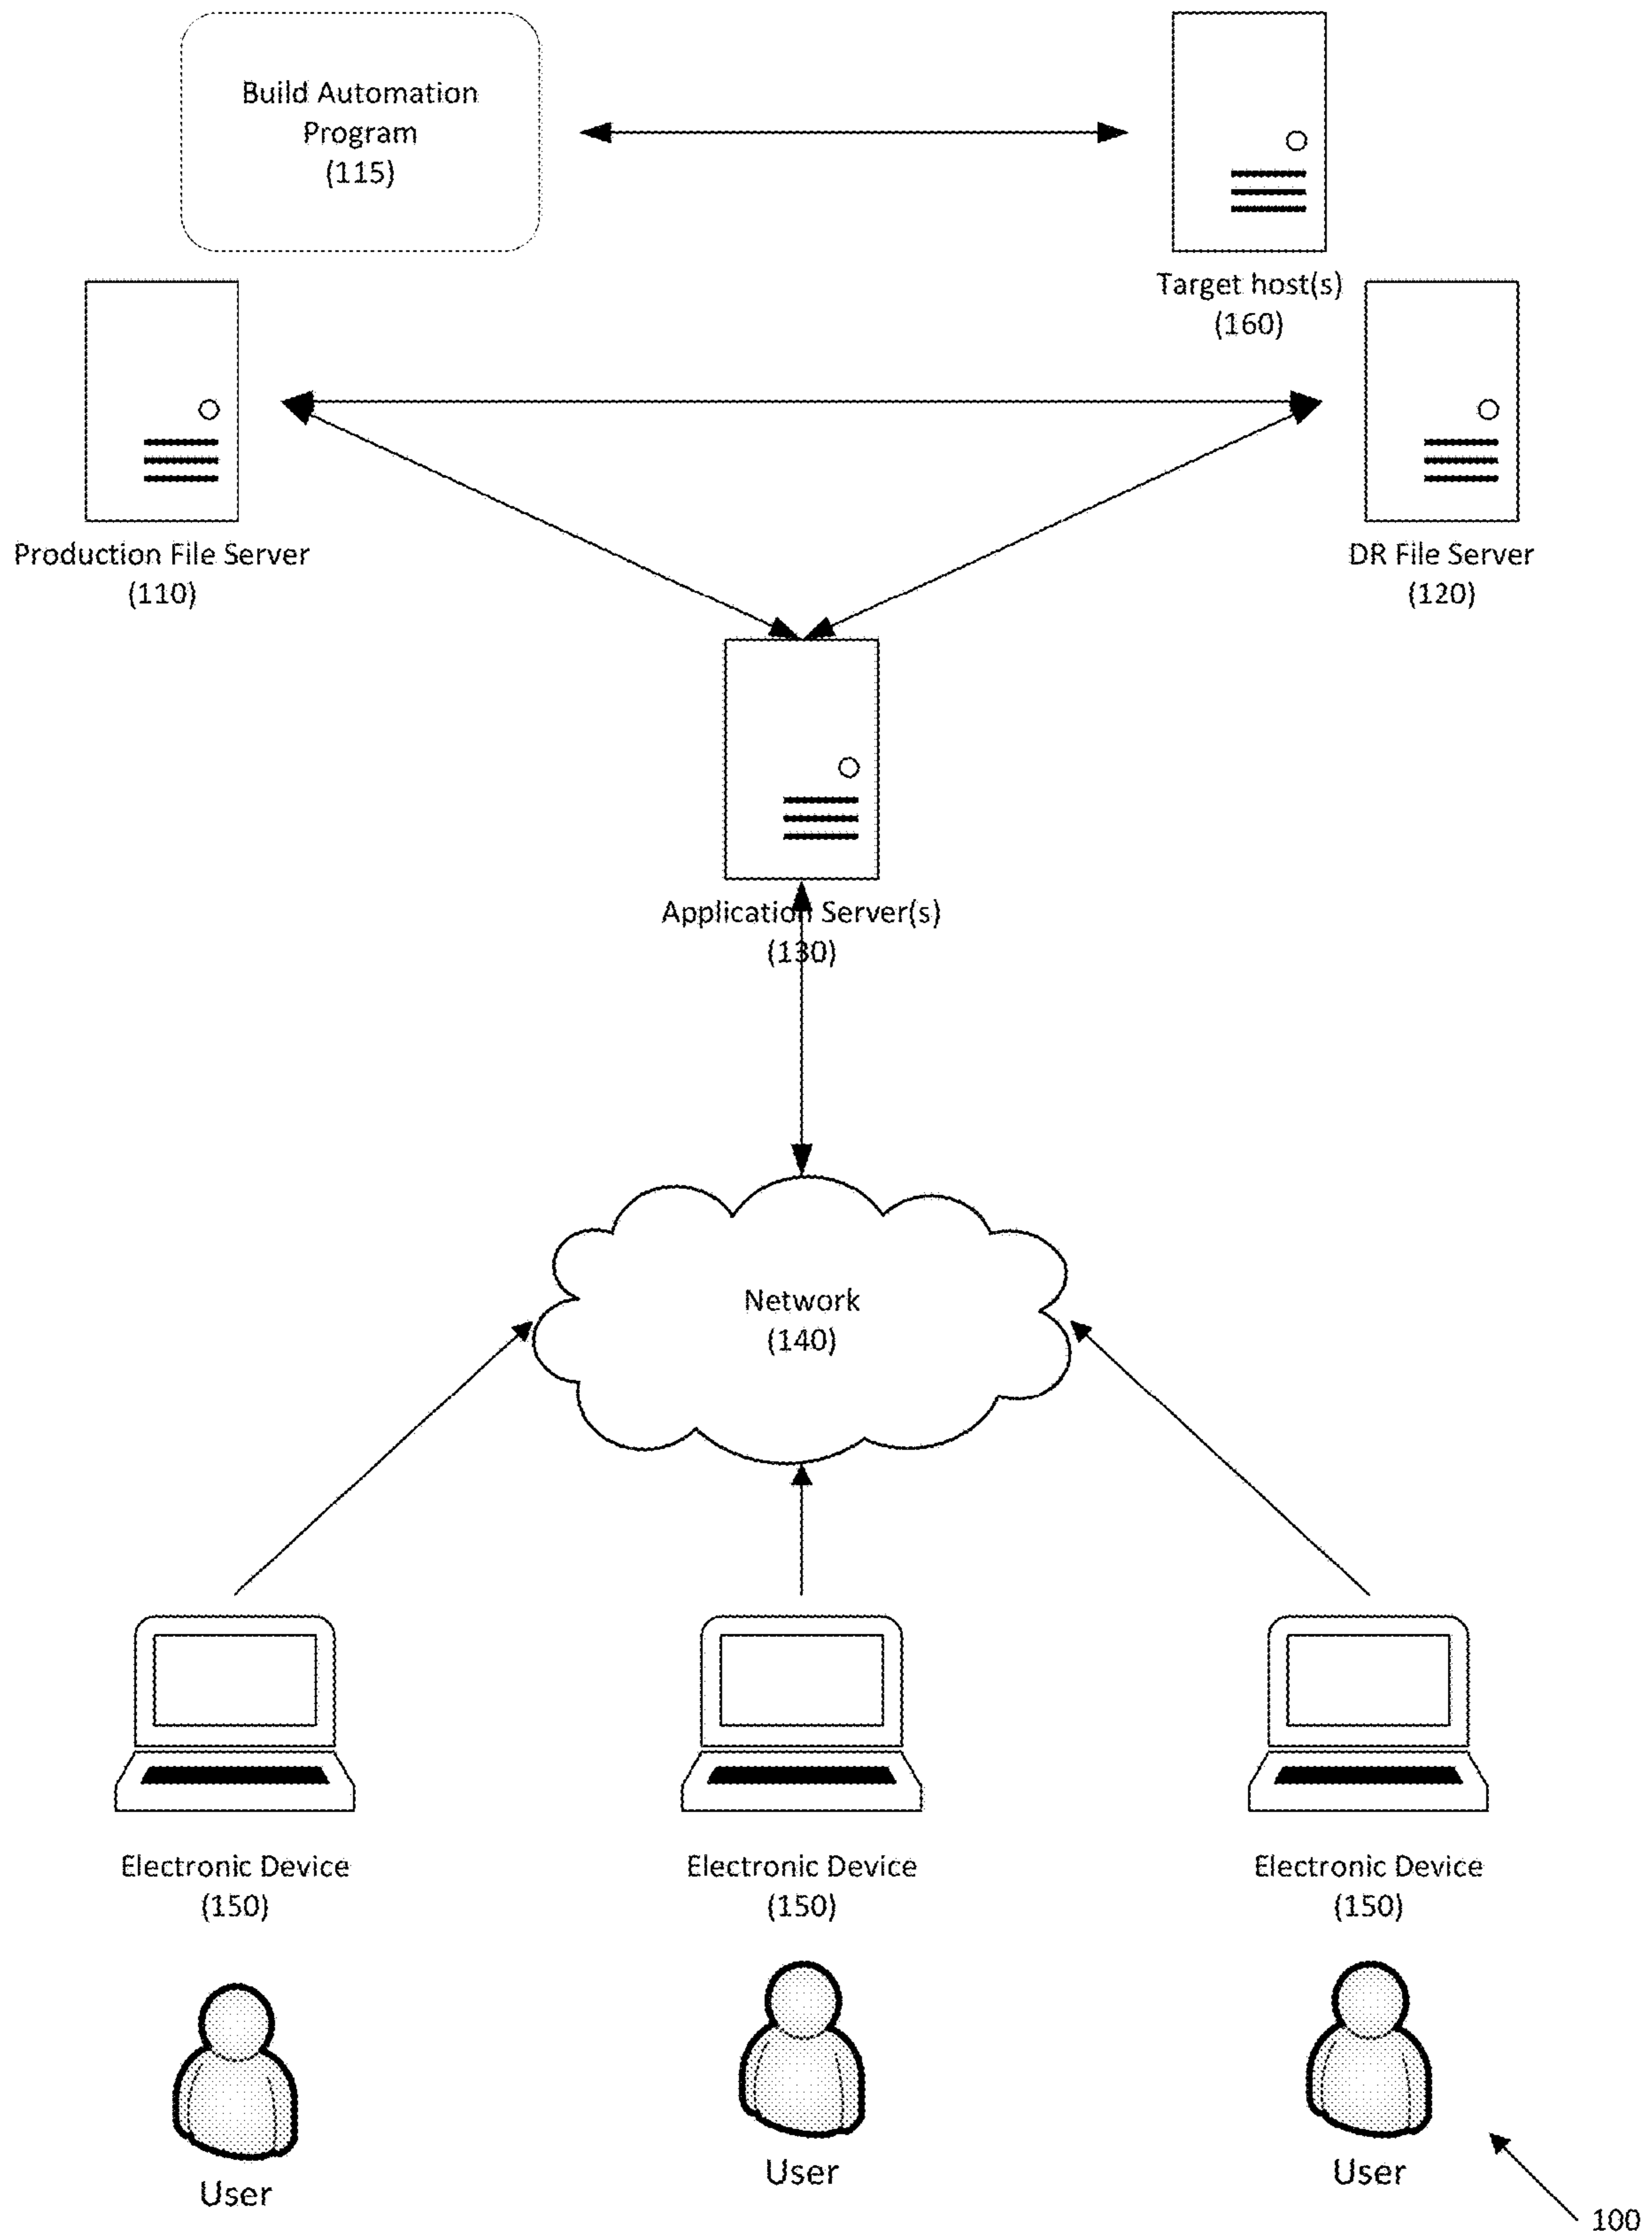 Build Automation
Program
(115)
Target host(s)
(160)
Production File Server
(110)
DR File Server
(120)
Application Server(s)
(130)
Network
(140)
Electronic Device
(150)
Electronic Device
(150)
Electronic Device
(150)
User
User
User
100